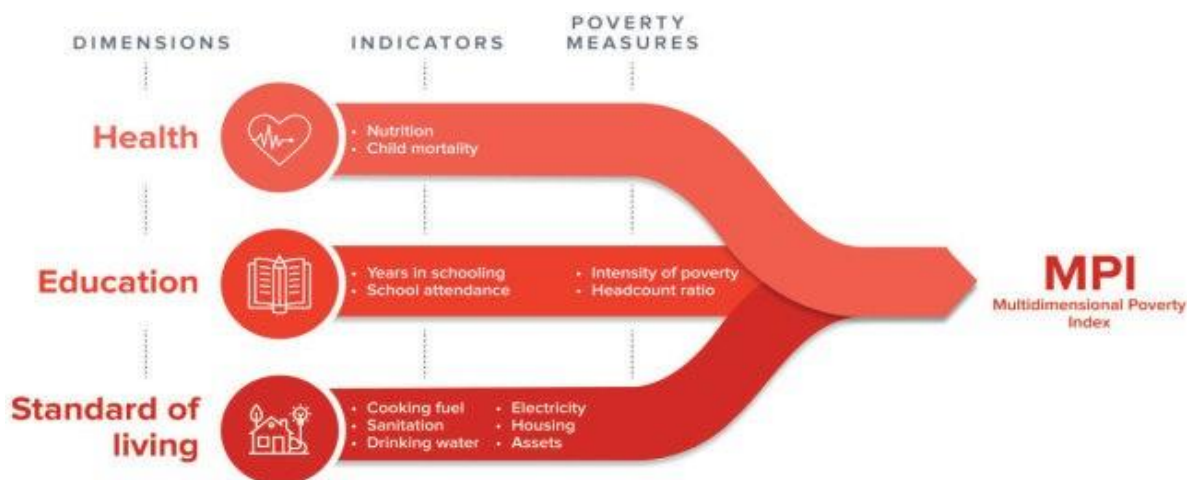 DIMENSIONS
INDICATORS
POVERTY
MEASURES
Health
• Nutrition
• Child mortality
Education
• Years in schooling
• School attendance
• Intensity of poverty
• Headcount ratio
Standard of
living
• Cooking fuel
• Sanitation
• Drinking water
• Electricity
• Housing
• Assets
MPI
Multidimensional Poverty
Index